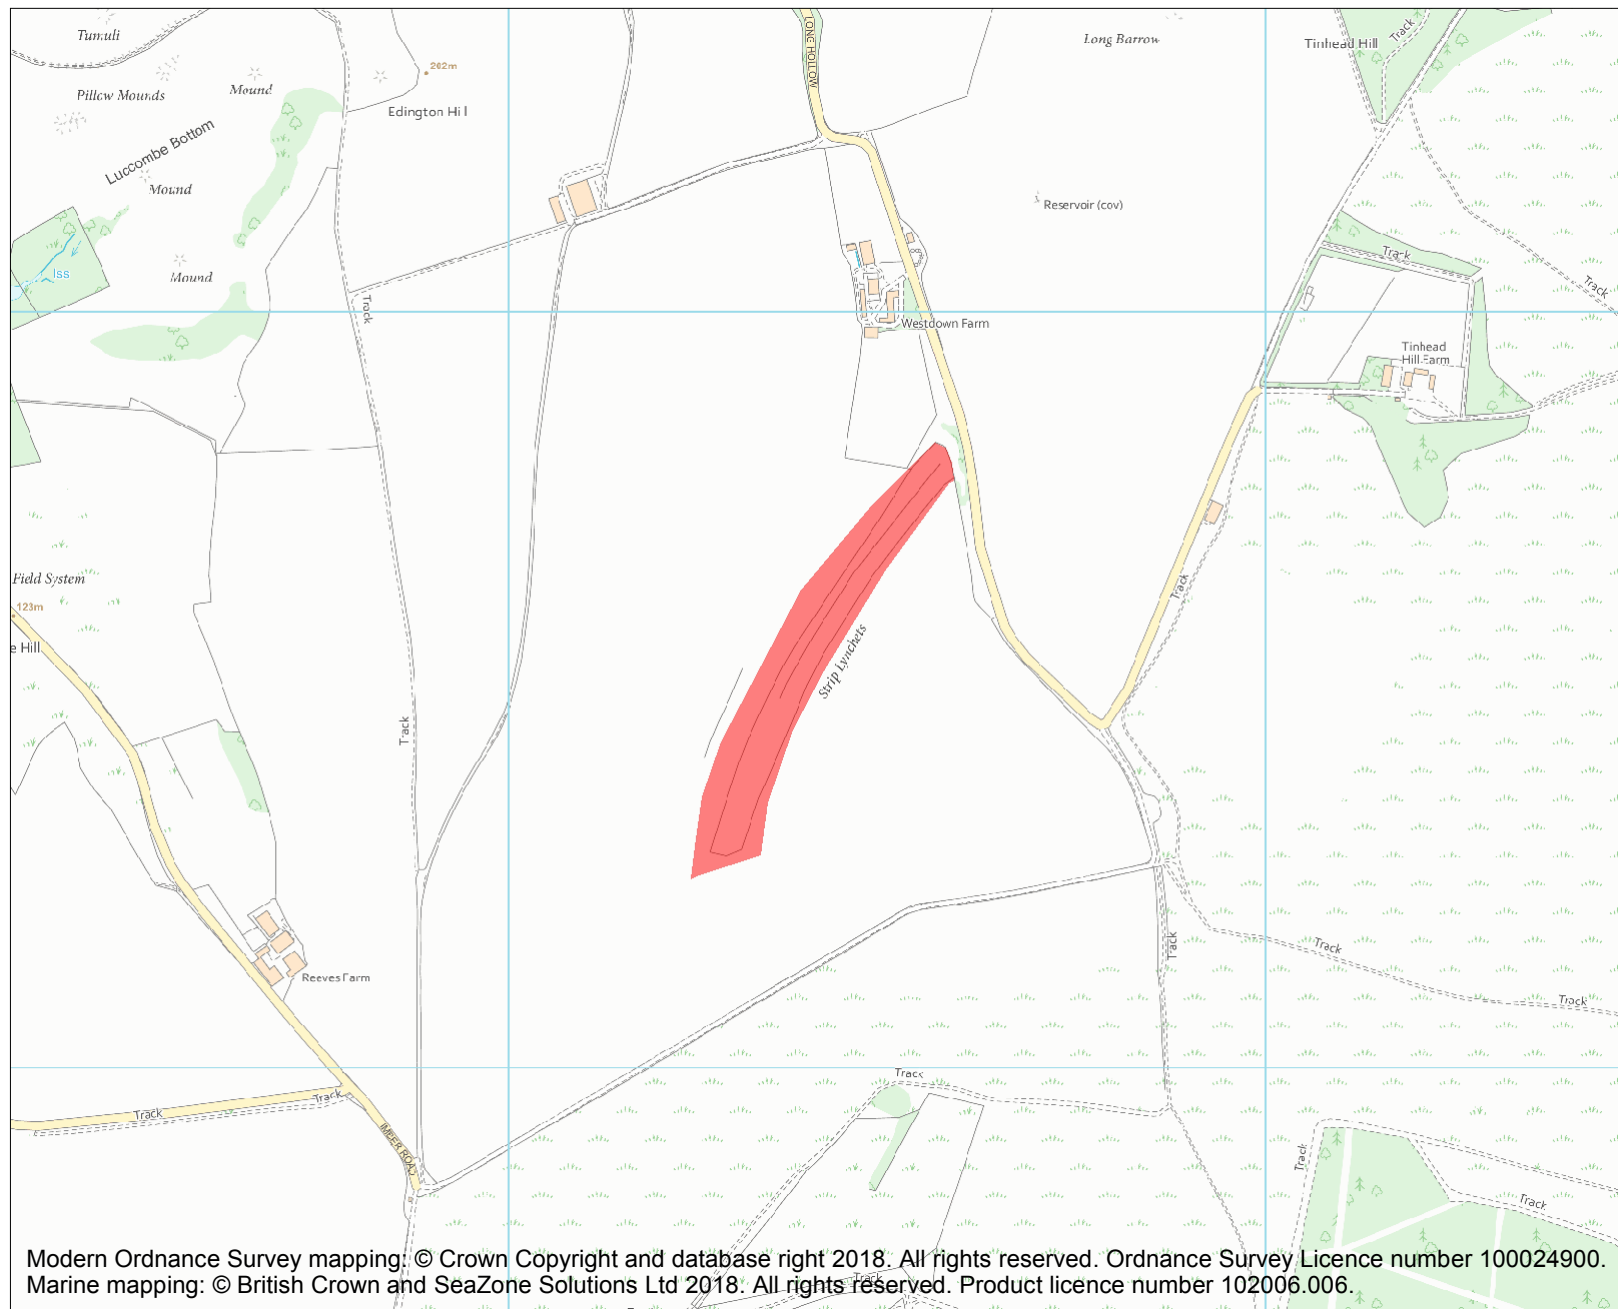 Tumuli
Pillow Mounds
Mound
202m
Edington Hill
LONG HOLLOW
Long Barrow
Tinhead Hill
Track
Luccombe Bottom
Mound
Reservoir (cov)
Mound
Iss
Track
Track
Track
Westdown Farm
Tinhead
Hill Farm
Field System
123m
e Hill
Track
Strip Lynchets
Track
Track
Track
Track
Reeves Farm
Track
Track
Track
IMBER ROAD
Track
Track
Track
Modern Ordnance Survey mapping: © Crown Copyright and database right 2018. All rights reserved. Ordnance Survey Licence number 100024900.
Marine mapping: © British Crown and SeaZone Solutions Ltd 2018. All rights reserved. Product licence number 102006.006.